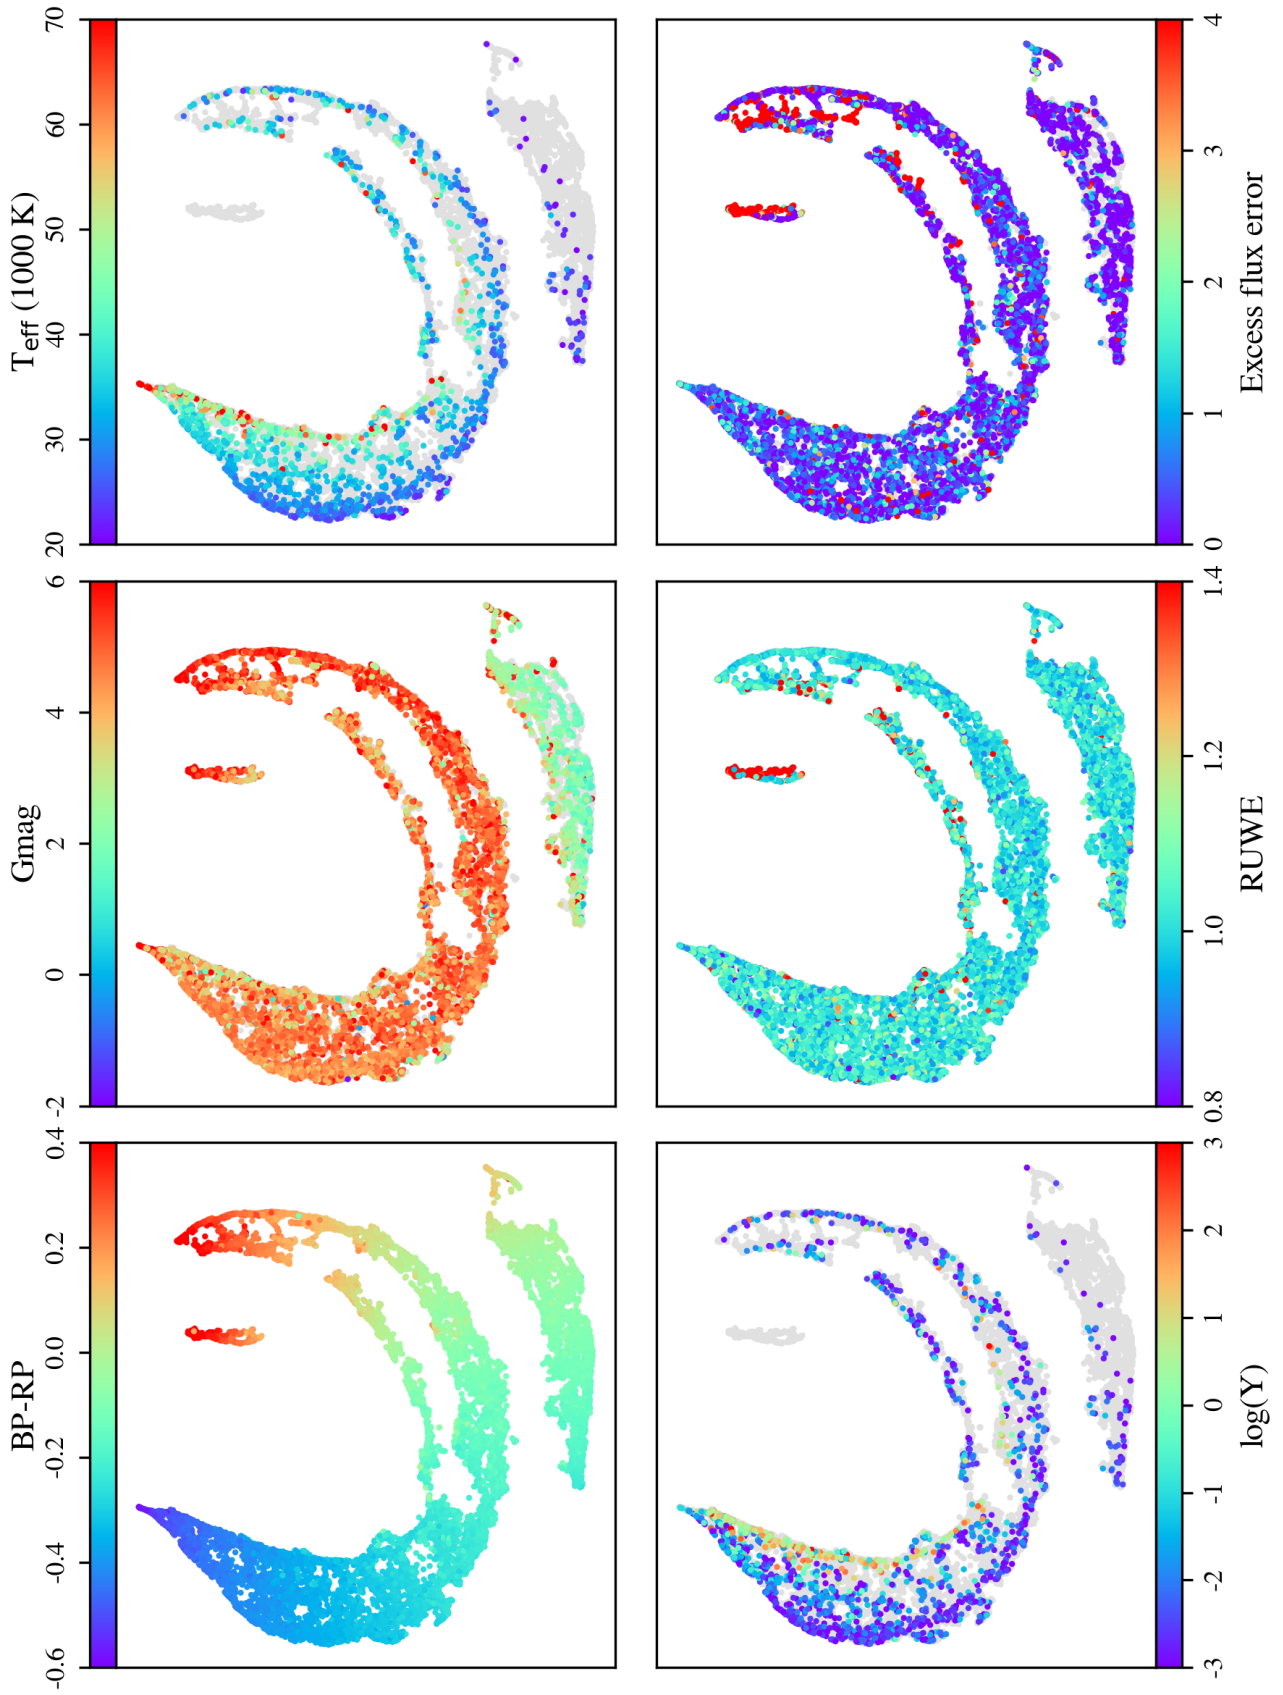 BP-RP
-0.6 -0.4 -0.2 0.0 0.2 0.4
Gmag
-2 0 2 4 6
T_eff (1000 K)
20 30 40 50 60 70
-3 -2 -1 0 1 2 3
log(Y)
0.8 1.0 1.2 1.4
RUWE
0 1 2 3 4
Excess flux error